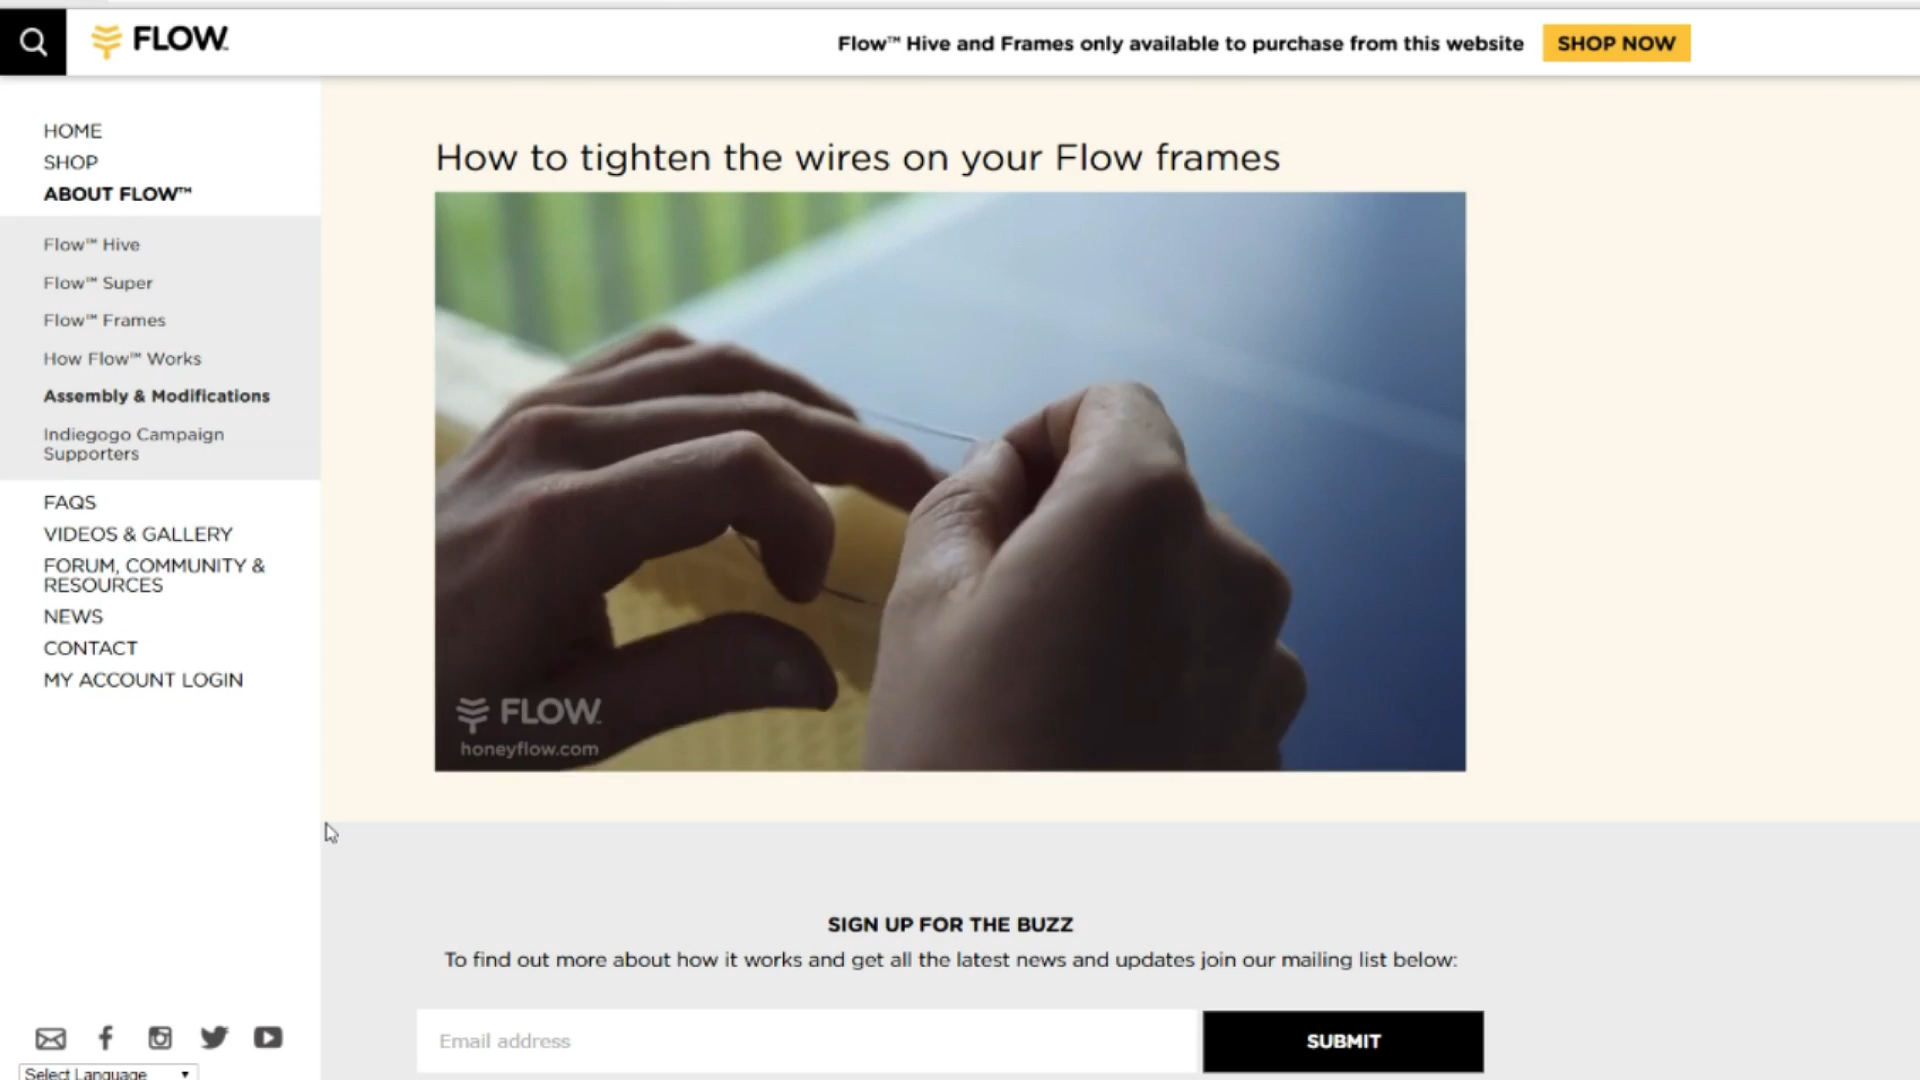 FLOW
Flow™ Hive and Frames only available to purchase from this website
SHOP NOW
HOME
SHOP
ABOUT FLOW™
Flow™ Hive
Flow™ Super
Flow™ Frames
How Flow™ Works
Assembly & Modifications
Indiegogo Campaign
Supporters
FAQS
VIDEOS & GALLERY
FORUM, COMMUNITY &
RESOURCES
NEWS
CONTACT
MY ACCOUNT LOGIN
Select Language
How to tighten the wires on your Flow frames
FLOW
honeyflow.com
SIGN UP FOR THE BUZZ
To find out more about how it works and get all the latest news and updates join our mailing list below:
Email address
SUBMIT